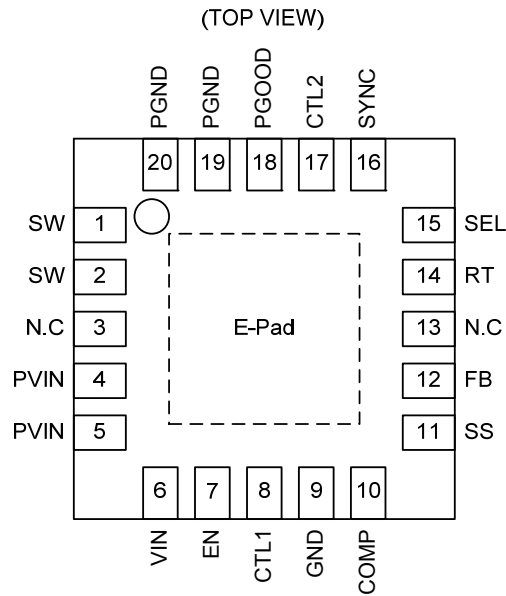 (TOP VIEW)
PGND PGND PGOOD CTL2 SYNC
20 19 18 17 16
SW 1 15 SEL
SW 2 14 RT
N.C 3 E-Pad 13 N.C
PVIN 4 12 FB
PVIN 5 11 SS
6 7 8 9 10
VIN EN CTL1 GND COMP